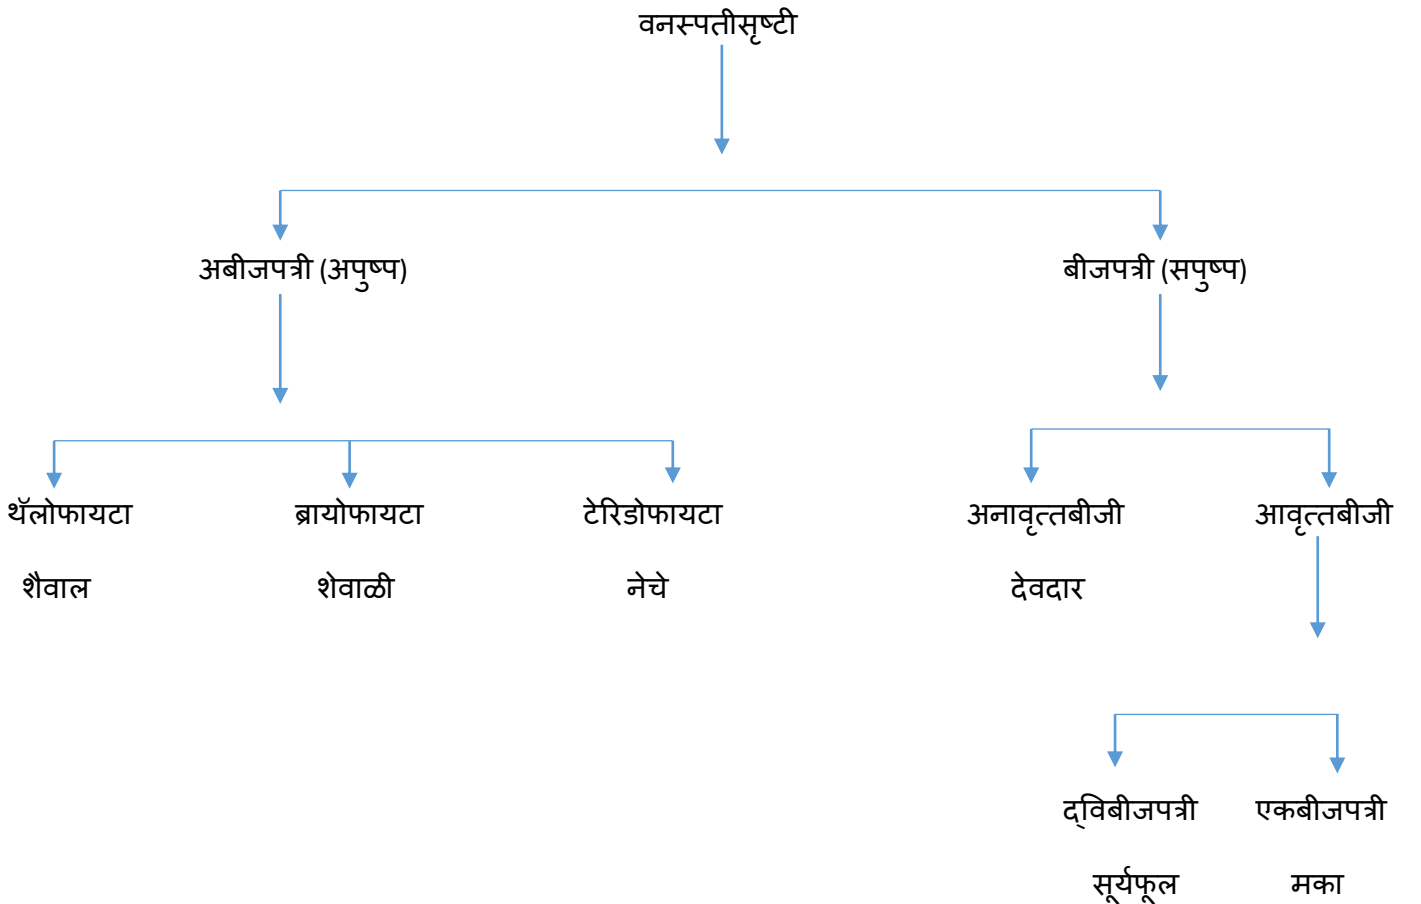 वनस्पतीसृष्टी
अबीजपत्री (अपुष्प) बीजपत्री (सपुष्प)
थॅलोफायटा ब्रायोफायटा टेरिडोफायटा अनावृत्तबीजी आवृत्तबीजी
शैवाल शेवाळी नेचे देवदार
द्विबीजपत्री एकबीजपत्री
सूर्यफूल मका